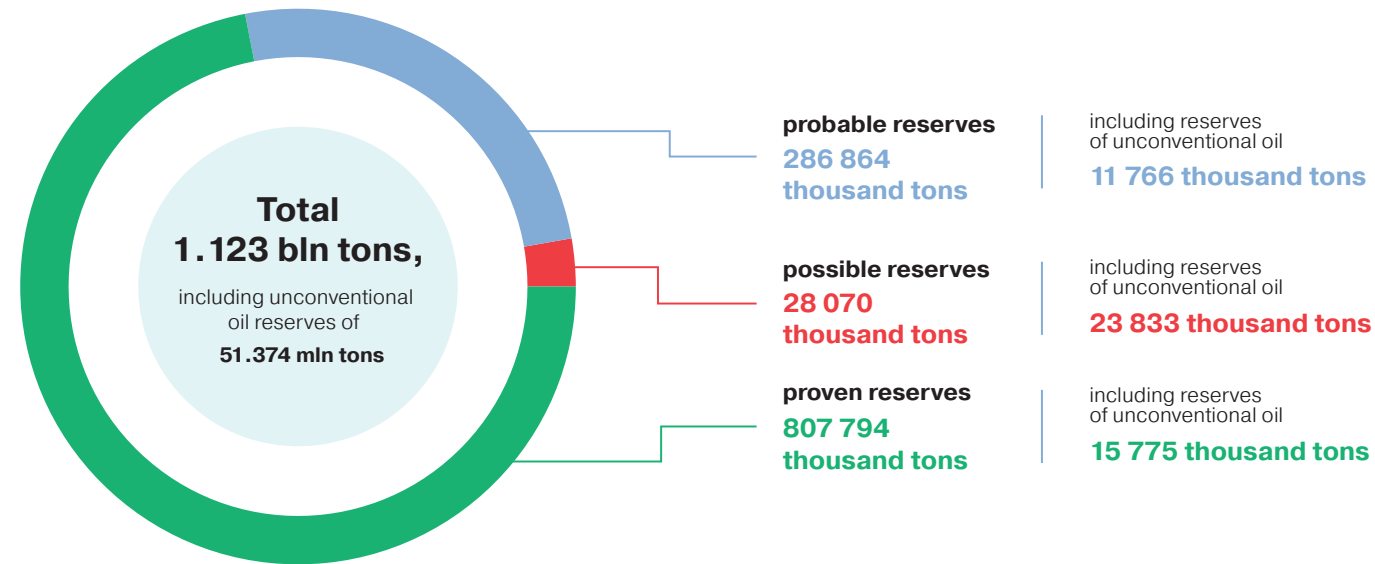 Total
1.123 bln tons,
including unconventional
oil reserves of
51.374 mln tons
probable reserves
286 864
thousand tons
including reserves
of unconventional oil
11 766 thousand tons
possible reserves
28 070
thousand tons
including reserves
of unconventional oil
23 833 thousand tons
proven reserves
807 794
thousand tons
including reserves
of unconventional oil
15 775 thousand tons